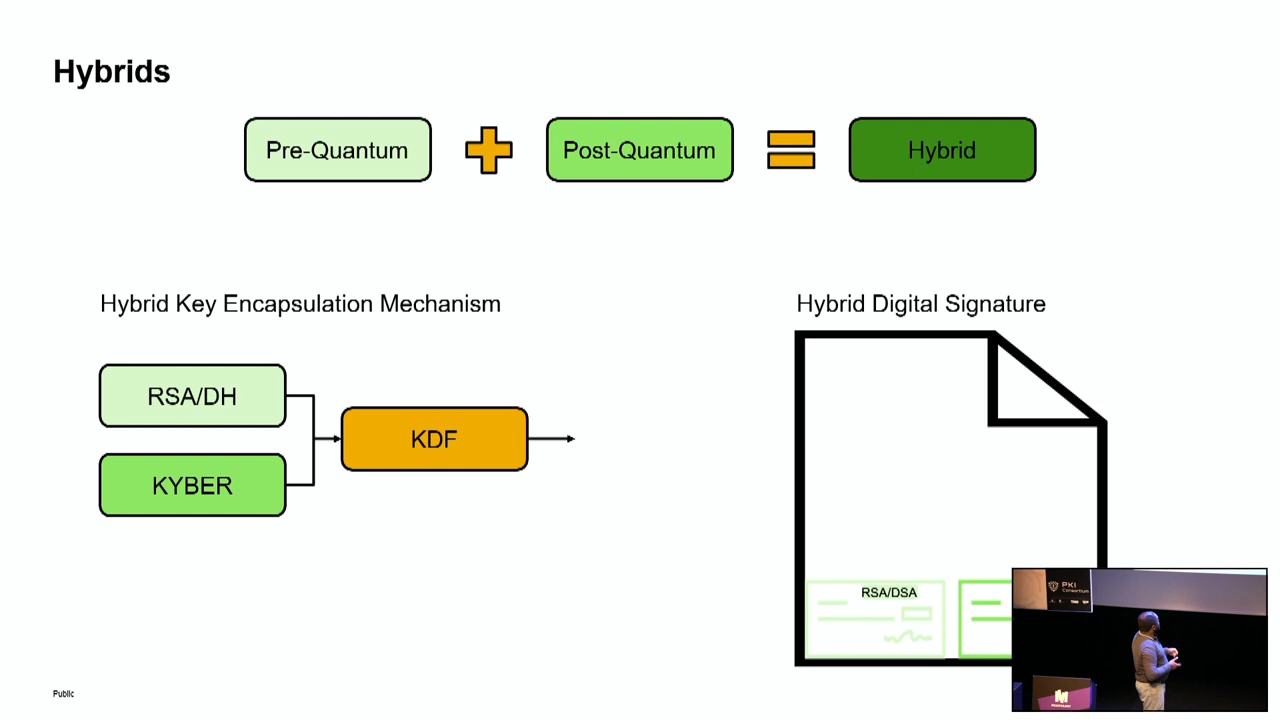 Hybrids
Pre-Quantum
Post-Quantum
Hybrid
Hybrid Key Encapsulation Mechanism
Hybrid Digital Signature
RSA/DH
KDF
KYBER
RSA/DSA
PKI
Consortium
Public